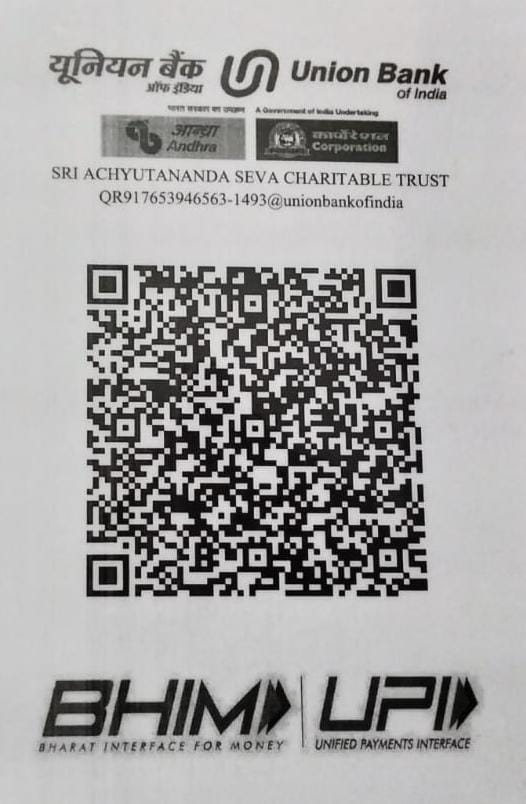 यूनियन बैंक
ऑफ इंडिया
Union Bank
of India
भारत सरकार का उपक्रम A Government of India Undertaking
आन्ध्रा
Andhra
कार्पोरेशन
Corporation
SRI ACHYUTANANDA SEVA CHARITABLE TRUST
QR917653946563-1493@unionbankofindia
BHIM
BHARAT INTERFACE FOR MONEY
UPI
UNIFIED PAYMENTS INTERFACE